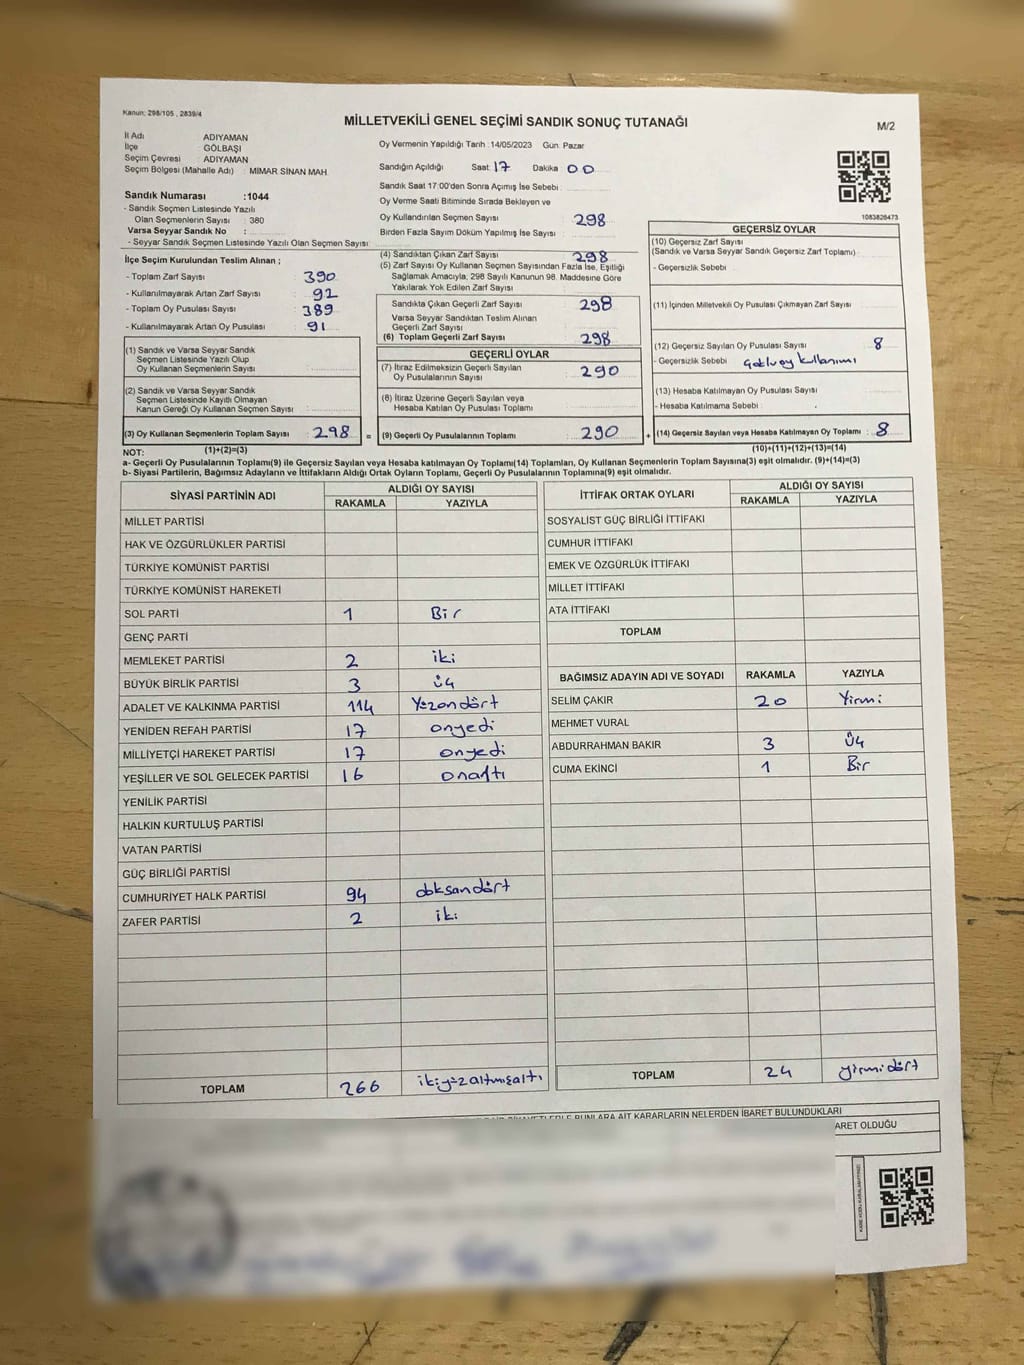 Kanun: 298/105 , 2839/4
MİLLETVEKİLİ GENEL SEÇİMİ SANDIK SONUÇ TUTANAĞI
M/2
İl Adı ADIYAMAN
İlçe GÖLBAŞI
Seçim Çevresi : ADIYAMAN
Seçim Bölgesi (Mahalle Adı) : MIMAR SİNAN MAH.
Sandık Numarası :1044
- Sandık Seçmen Listesinde Yazılı
Olan Seçmenlerin Sayısı : 380
Varsa Seyyar Sandık No :
- Seyyar Sandık Seçmen Listesinde Yazılı Olan Seçmen Sayısı:
Oy Vermenin Yapıldığı Tarih :14/05/2023 Gün: Pazar
Sandığın Açıldığı Saat 17 Dakika 00
Sandık Saat 17:00'den Sonra Açımış İse Sebebi :
Oy Verme Saati Bitiminde Sırada Bekleyen ve
Oy Kullandırılan Seçmen Sayısı : 298
Birden Fazla Sayım Döküm Yapılmış İse Sayısı :
1083826473
İlçe Seçim Kurulundan Teslim Alınan ;
- Toplam Zarf Sayısı : 390
- Kullanılmayarak Artan Zarf Sayısı : 92
- Toplam Oy Pusulası Sayısı : 389
- Kullanılmayarak Artan Oy Pusulası : 91
(4) Sandıktan Çıkan Zarf Sayısı : 298
(5) Zarf Sayısı Oy Kullanan Seçmen Sayısından Fazla İse, Eşitliği
Sağlamak Amacıyla, 298 Sayılı Kanunun 98. Maddesine Göre
Yakılarak Yok Edilen Zarf Sayısı :
Sandıkta Çıkan Geçerli Zarf Sayısı : 298
Varsa Seyyar Sandıktan Teslim Alınan
Geçerli Zarf Sayısı :
(6) Toplam Geçerli Zarf Sayısı : 298
GEÇERSİZ OYLAR
(10) Geçersiz Zarf Sayısı
(Sandık ve Varsa Seyyar Sandık Geçersiz Zarf Toplamı) :
- Geçersizlik Sebebi :
(11) İçinden Milletvekili Oy Pusulası Çıkmayan Zarf Sayısı :
(12) Geçersiz Sayılan Oy Pusulası Sayısı : 8
- Geçersizlik Sebebi : Çoklu oy kullanımı
(13) Hesaba Katılmayan Oy Pusulası Sayısı :
- Hesaba Katılmama Sebebi :
(14) Geçersiz Sayılan veya Hesaba Katılmayan Oy Toplamı : 8
(1) Sandık ve Varsa Seyyar Sandık
Seçmen Listesinde Yazılı Olup
Oy Kullanan Seçmenlerin Sayısı :
(2) Sandık ve Varsa Seyyar Sandık
Seçmen Listesinde Kayıtlı Olmayan
Kanun Gereği Oy Kullanan Seçmen Sayısı :
(3) Oy Kullanan Seçmenlerin Toplam Sayısı : 298 =
GEÇERLİ OYLAR
(7) İtiraz Edilmeksizin Geçerli Sayılan
Oy Pusulalarının Sayısı : 290
(8) İtiraz Üzerine Geçerli Sayılan veya
Hesaba Katılan Oy Pusulası Toplamı :
(9) Geçerli Oy Pusulalarının Toplamı : 290 +
NOT: (1)+(2)=(3) (10)+(11)+(12)+(13)=(14)
a- Geçerli Oy Pusulalarının Toplamı(9) ile Geçersiz Sayılan veya Hesaba katılmayan Oy Toplamı(14) Toplamları, Oy Kullanan Seçmenlerin Toplam Sayısına(3) eşit olmalıdır. (9)+(14)=(3)
b- Siyasi Partilerin, Bağımsız Adayların ve İttifakların Aldığı Ortak Oyların Toplamı, Geçerli Oy Pusulalarının Toplamına(9) eşit olmalıdır.
SİYASİ PARTİNİN ADI ALDIĞI OY SAYISI
RAKAMLA YAZIYLA
MİLLET PARTİSİ
HAK VE ÖZGÜRLÜKLER PARTİSİ
TÜRKİYE KOMÜNİST PARTİSİ
TÜRKİYE KOMÜNİST HAREKETİ
SOL PARTİ 1 Bir
GENÇ PARTİ
MEMLEKET PARTİSİ 2 iki
BÜYÜK BİRLİK PARTİSİ 3 üç
ADALET VE KALKINMA PARTİSİ 114 Yüzondört
YENİDEN REFAH PARTİSİ 17 onyedi
MİLLİYETÇİ HAREKET PARTİSİ 17 onyedi
YEŞİLLER VE SOL GELECEK PARTİSİ 16 onaltı
YENİLİK PARTİSİ
HALKIN KURTULUŞ PARTİSİ
VATAN PARTİSİ
GÜÇ BİRLİĞİ PARTİSİ
CUMHURİYET HALK PARTİSİ 94 doksandört
ZAFER PARTİSİ 2 iki
TOPLAM 266 ikiyüzaltmışaltı
İTTİFAK ORTAK OYLARI ALDIĞI OY SAYISI
RAKAMLA YAZIYLA
SOSYALİST GÜÇ BİRLİĞİ İTTİFAKI
CUMHUR İTTİFAKI
EMEK VE ÖZGÜRLÜK İTTİFAKI
MİLLET İTTİFAKI
ATA İTTİFAKI
TOPLAM
BAĞIMSIZ ADAYIN ADI VE SOYADI RAKAMLA YAZIYLA
SELİM ÇAKIR 20 Yirmi
MEHMET VURAL
ABDURRAHMAN BAKIR 3 üç
CUMA EKİNCİ 1 Bir
TOPLAM 24 yirmidört
BUNLARA AİT KARARLARIN NELERDEN İBARET BULUNDUKLARI
ARET OLDUĞU